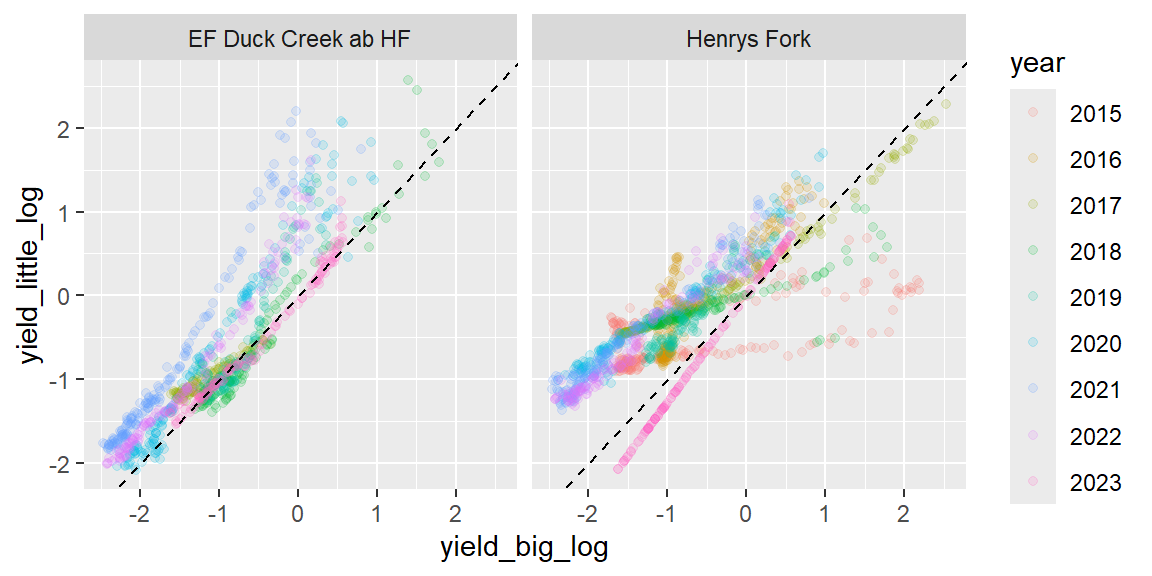 EF Duck Creek ab HF
Henrys Fork
yield_little_log
2
1
0
-1
-2
-2 -1 0 1 2
-2 -1 0 1 2
yield_big_log
year
2015
2016
2017
2018
2019
2020
2021
2022
2023